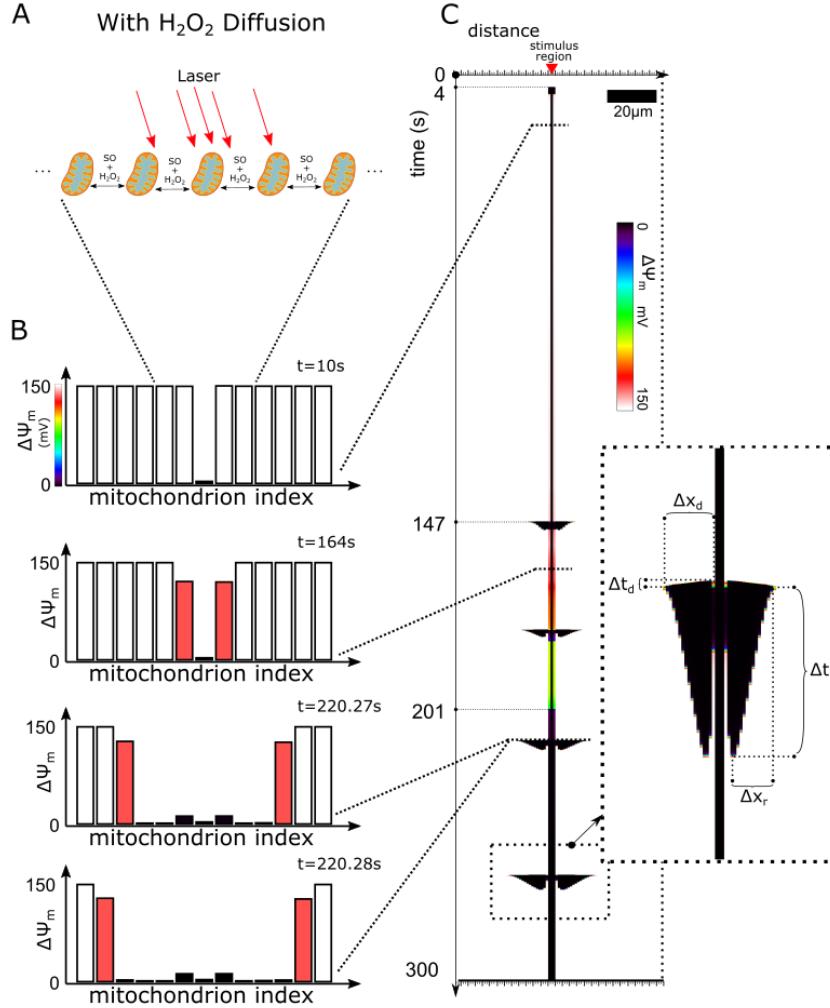 A
With H2O2 Diffusion
Laser
SO + H2O2
SO + H2O2
SO + H2O2
SO + H2O2
...
...
B
t=10s
150
ΔΨm (mV)
0
mitochondrion index
t=164s
150
ΔΨm
0
mitochondrion index
t=220.27s
150
ΔΨm
0
mitochondrion index
t=220.28s
150
ΔΨm
0
mitochondrion index
C
distance
stimulus region
0
4
time (s)
20μm
0
ΔΨm mV
150
147
201
300
Δxd
Δtd
Δt
Δxr